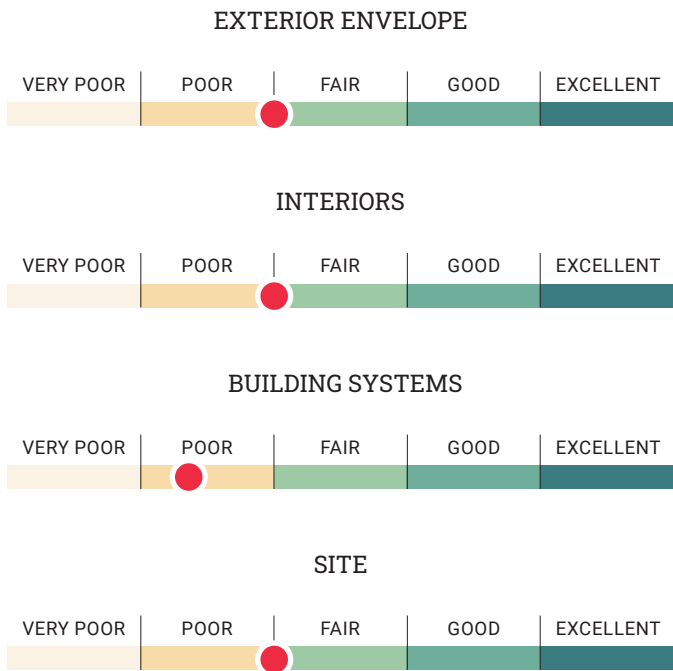 EXTERIOR ENVELOPE
VERY POOR POOR FAIR GOOD EXCELLENT
INTERIORS
VERY POOR POOR FAIR GOOD EXCELLENT
BUILDING SYSTEMS
VERY POOR POOR FAIR GOOD EXCELLENT
SITE
VERY POOR POOR FAIR GOOD EXCELLENT